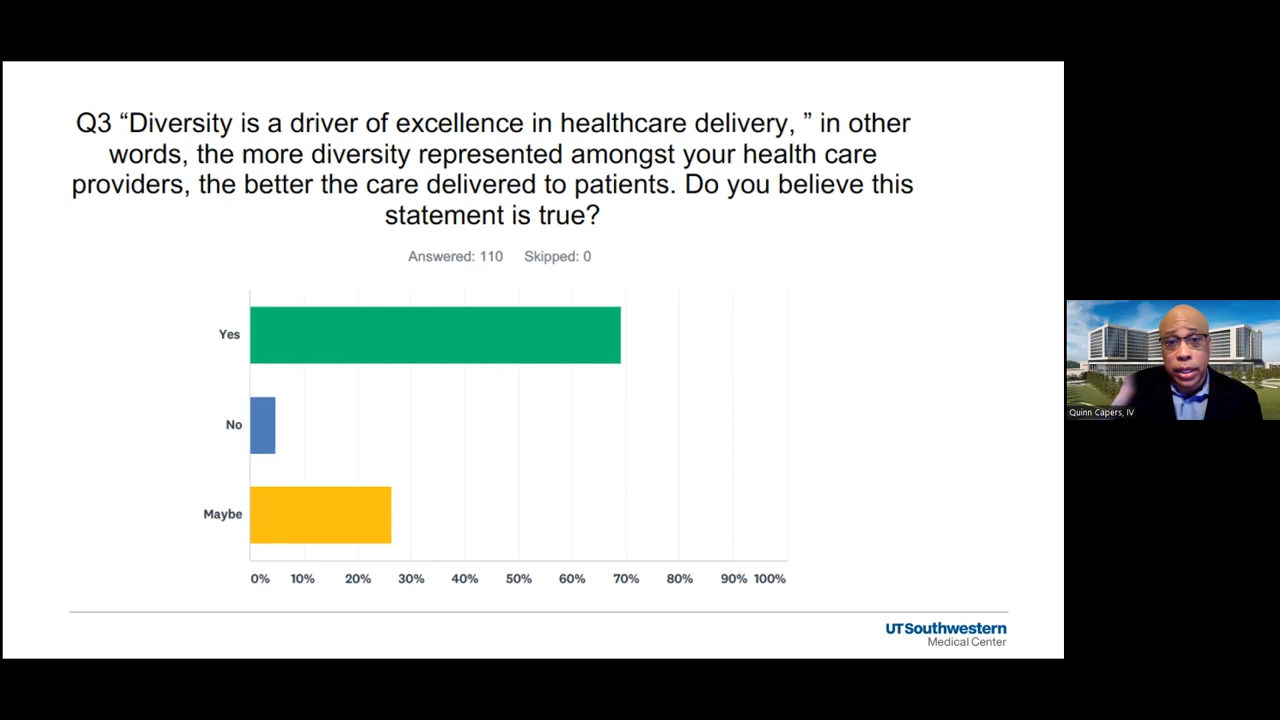 Q3 “Diversity is a driver of excellence in healthcare delivery, ” in other
words, the more diversity represented amongst your health care
providers, the better the care delivered to patients. Do you believe this
statement is true?
Answered: 110 Skipped: 0
Yes
No
Maybe
0% 10% 20% 30% 40% 50% 60% 70% 80% 90% 100%
UTSouthwestern
Medical Center
Quinn Capers, IV